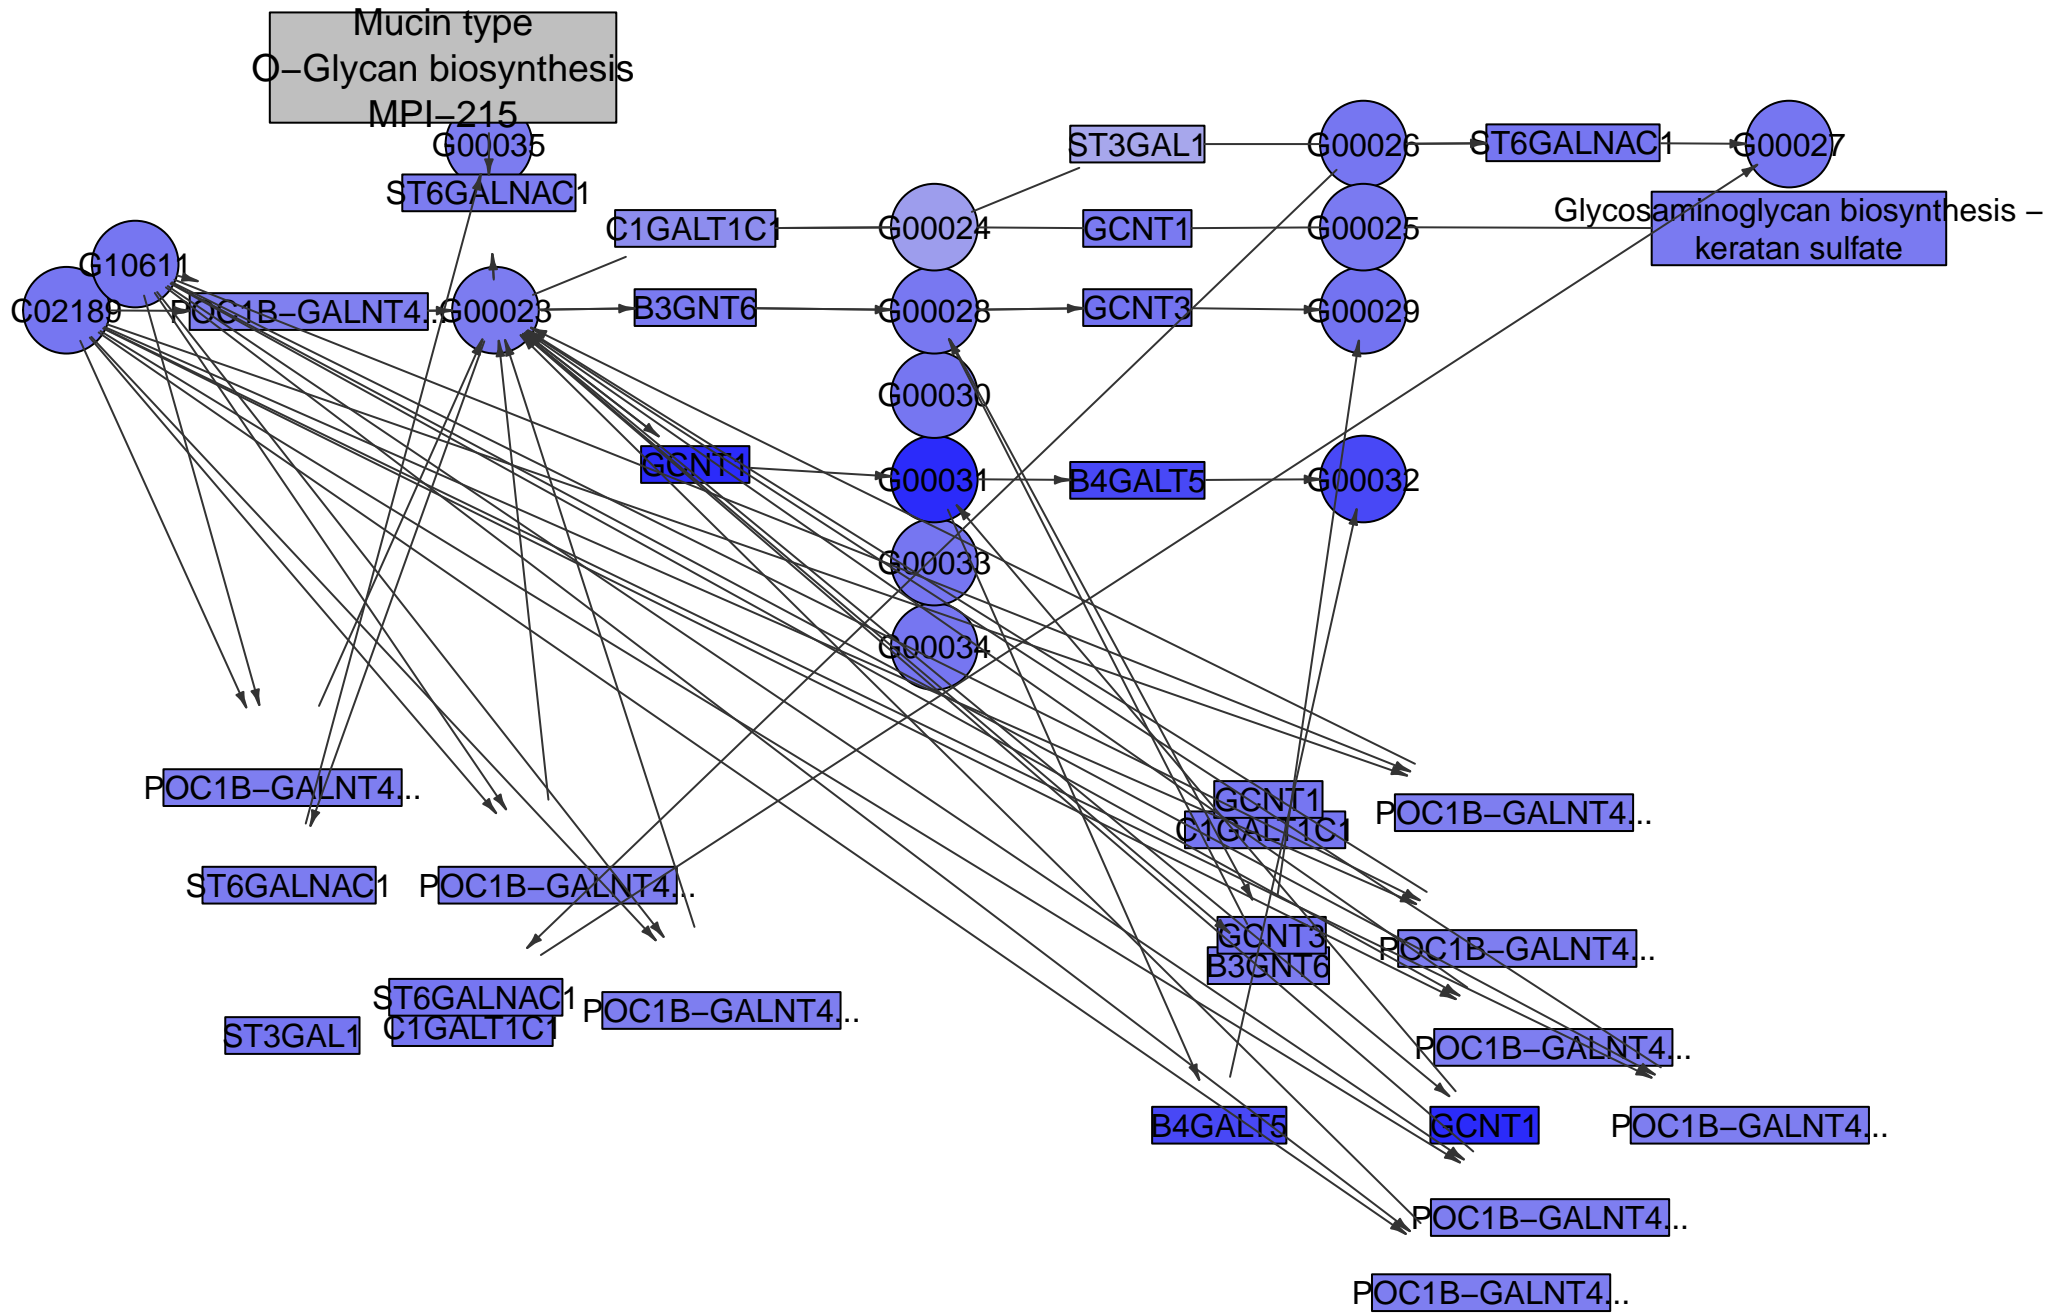 Mucin type
O−Glycan biosynthesis
MPI−215
G00035
ST3GAL1
G00026
ST6GALNAC1
G00027
ST6GALNAC1
C1GALT1C1
G00024
GCNT1
G00025
Glycosaminoglycan biosynthesis −
keratan sulfate
G10611
C02189
POC1B−GALNT4...
G00023
B3GNT6
G00028
GCNT3
G00029
G00030
GCNT1
G00031
B4GALT5
G00032
G00033
G00034
POC1B−GALNT4...
GCNT1
C1GALT1C1
POC1B−GALNT4...
ST6GALNAC1
POC1B−GALNT4...
GCNT3
B3GNT6
POC1B−GALNT4...
ST6GALNAC1
C1GALT1C1
ST3GAL1
POC1B−GALNT4...
POC1B−GALNT4...
B4GALT5
GCNT1
POC1B−GALNT4...
POC1B−GALNT4...
POC1B−GALNT4...